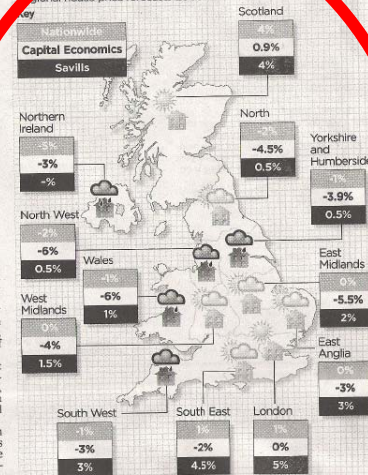 Key
Nationwide
Capital Economics
Savills
Scotland
4%
0.9%
4%
Northern
Ireland
-5%
-3%
-%
North
-2%
-4.5%
0.5%
Yorkshire
and
Humberside
-1%
-3.9%
0.5%
North West
-2%
-6%
0.5%
Wales
-1%
-6%
1%
East
Midlands
0%
-5.5%
2%
West
Midlands
0%
-4%
1.5%
East
Anglia
0%
-3%
3%
South West
-1%
-3%
3%
South East
1%
-2%
4.5%
London
1%
0%
5%